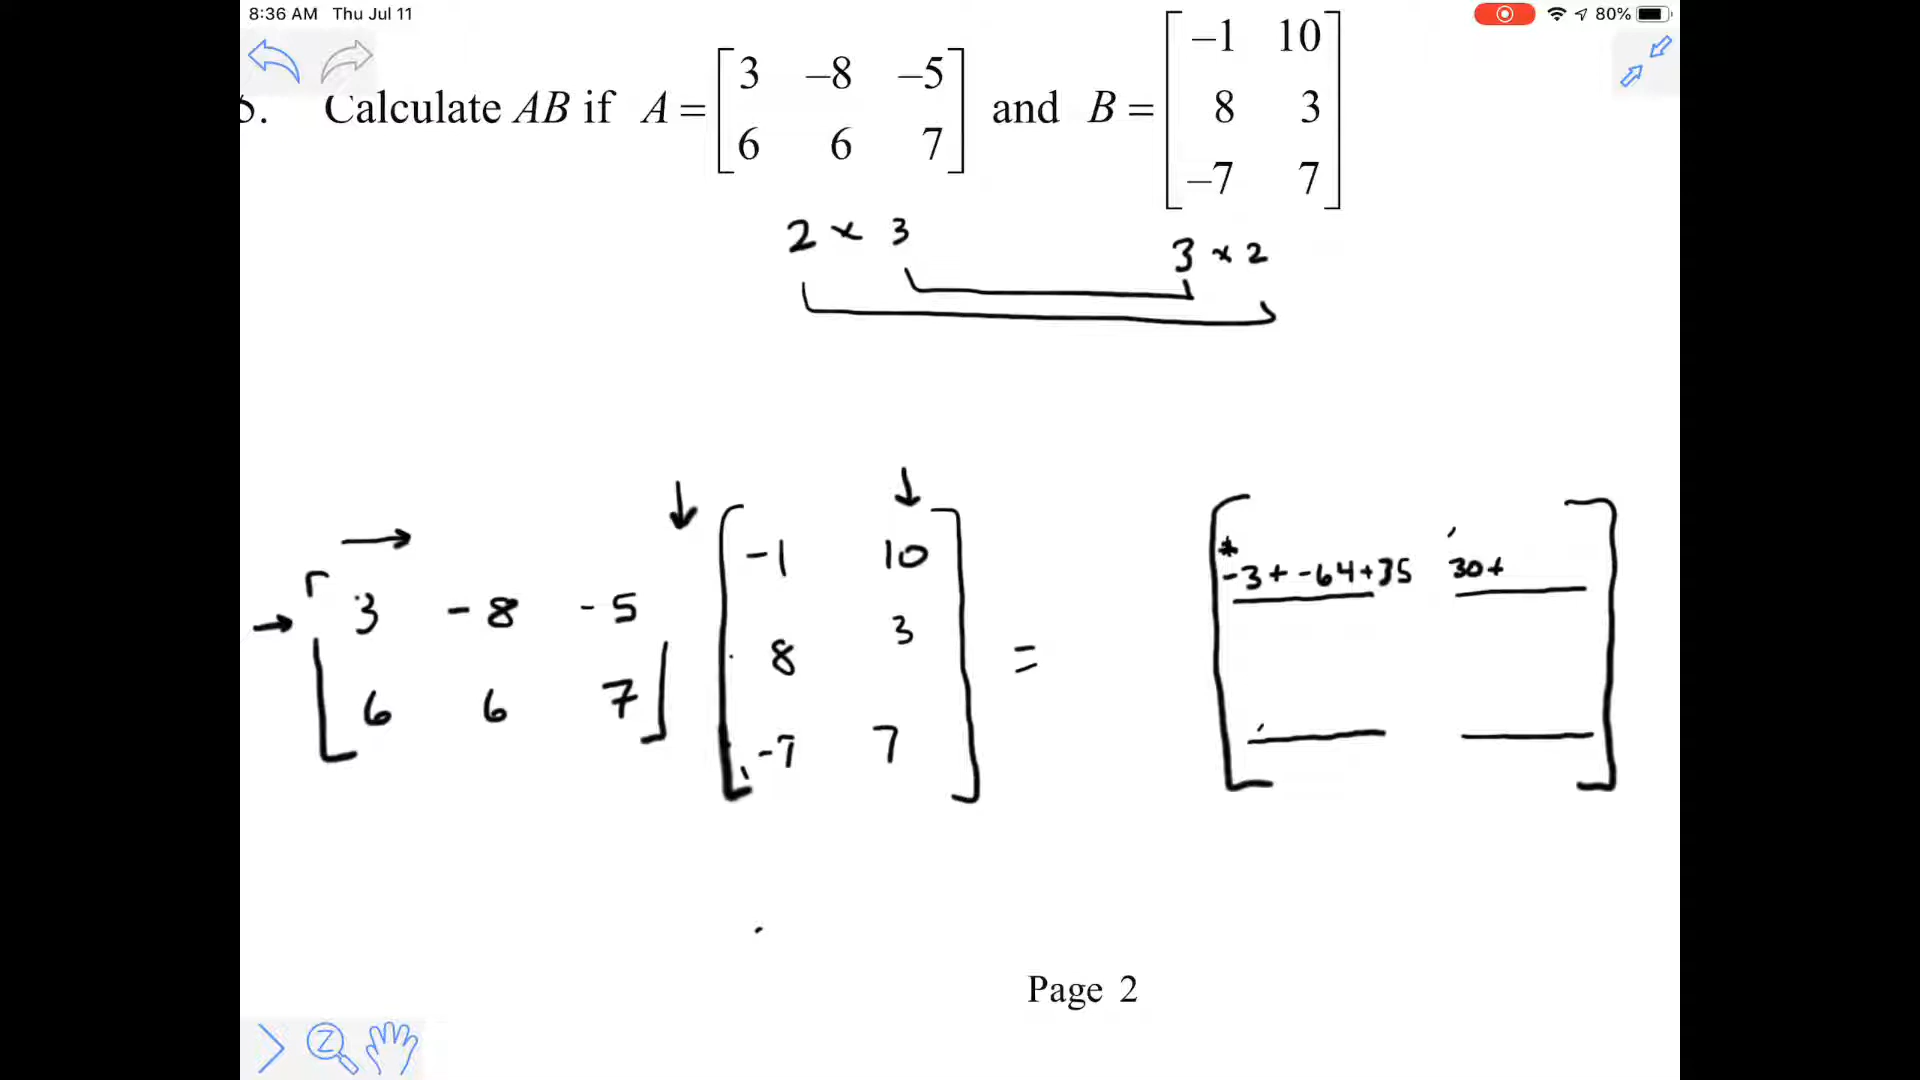 8:36 AM Thu Jul 11 80%
–1 10
3 –8 –5
6. Calculate AB if A = and B = 8 3
6 6 7
–7 7
2 × 3 3 × 2
-1 10
3 -8 -5 -3 + -64 + 35 30 +
8 3 =
6 6 7
-7 7
Page 2